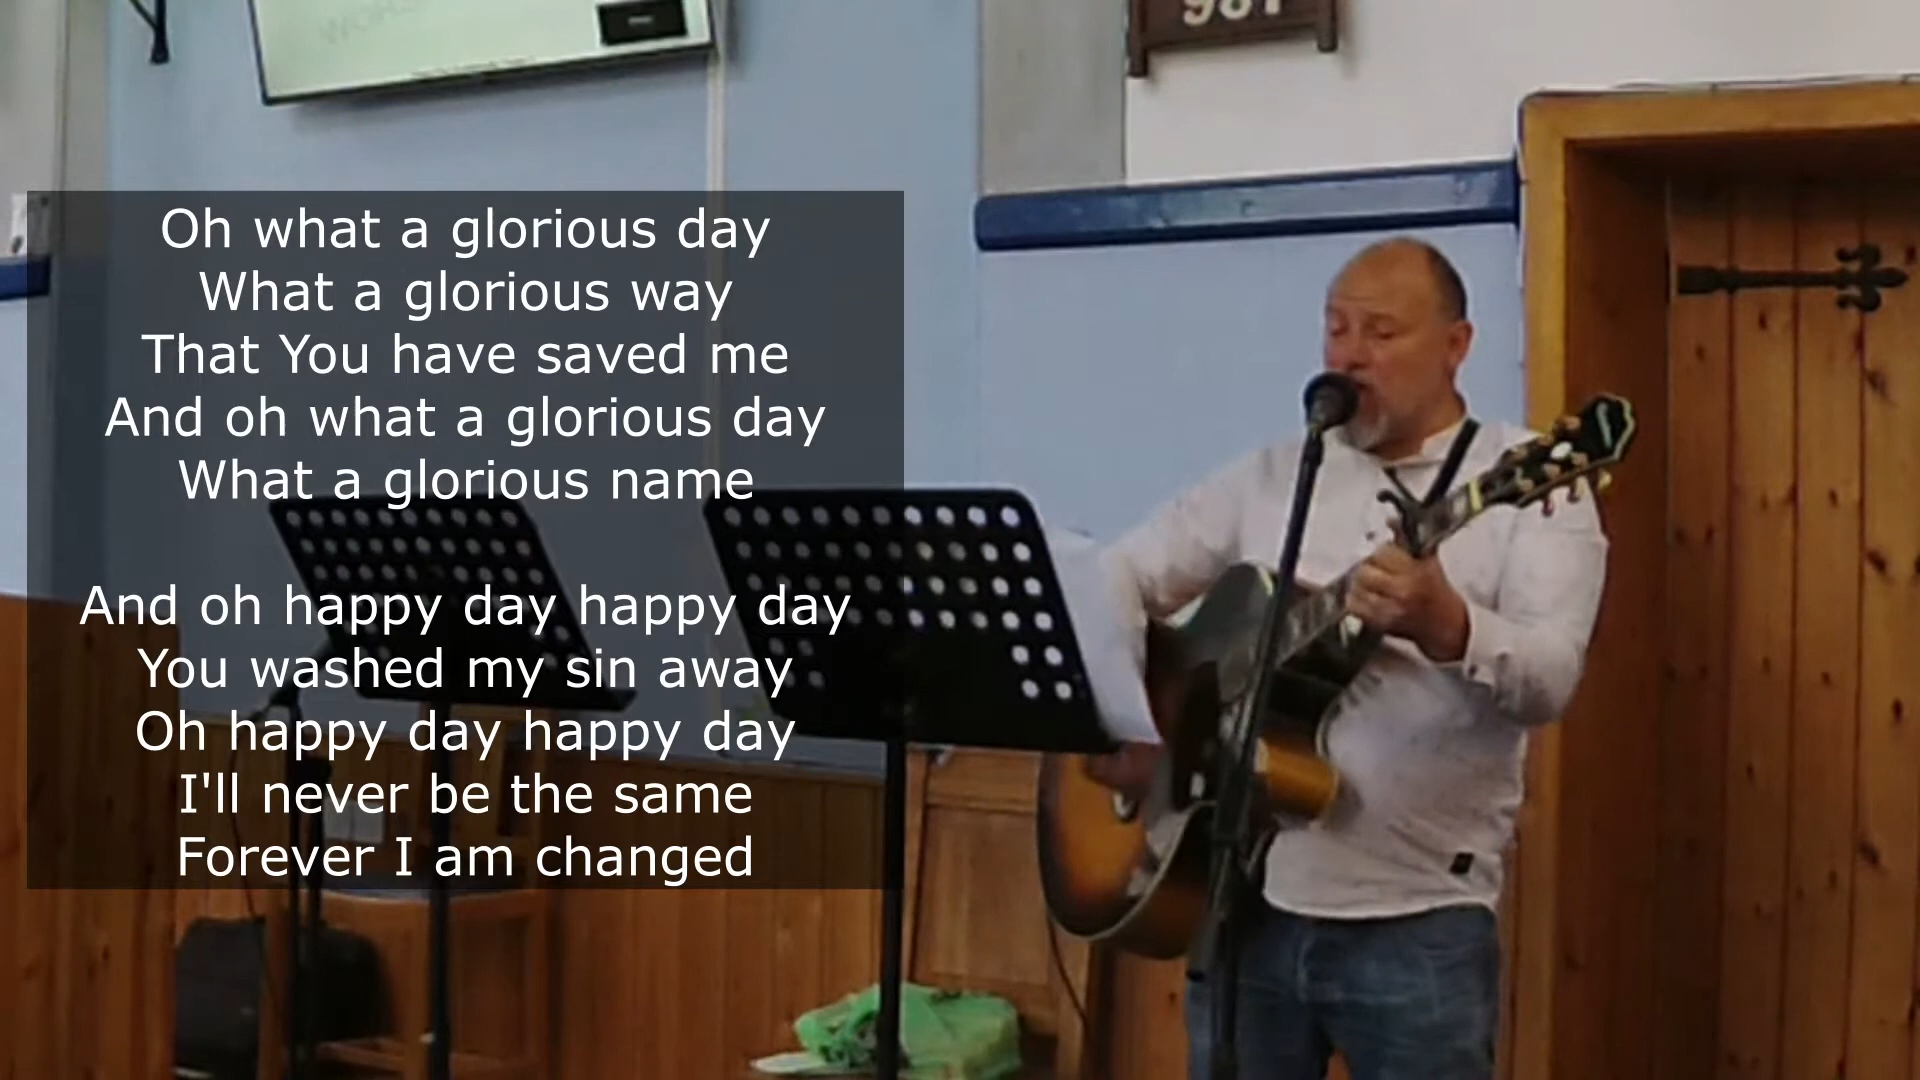 981
Oh what a glorious day
What a glorious way
That You have saved me
And oh what a glorious day
What a glorious name
And oh happy day happy day
You washed my sin away
Oh happy day happy day
I'll never be the same
Forever I am changed